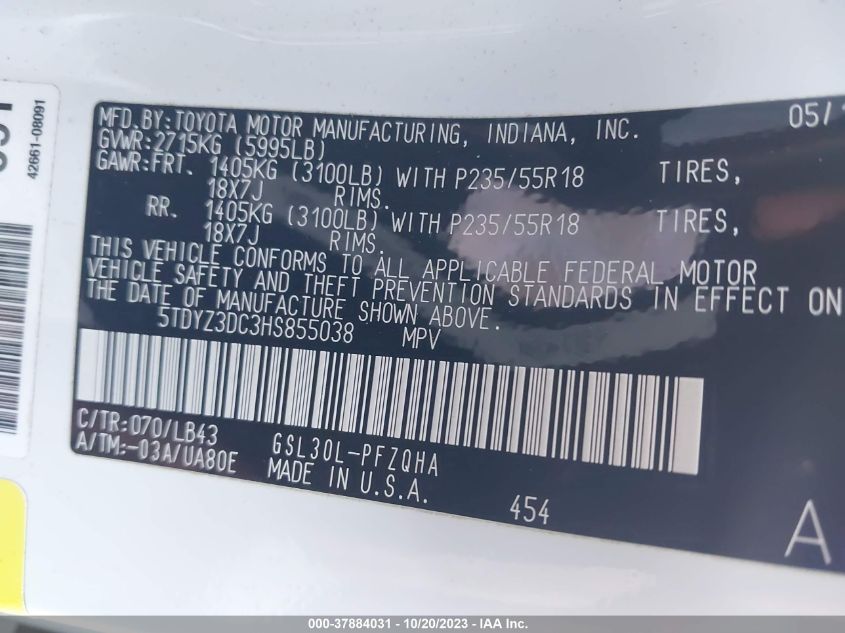 42661-08091
MFD.BY:TOYOTA MOTOR MANUFACTURING, INDIANA, INC. 05/1
GVWR:2715KG (5995LB)
GAWR:FRT. 1405KG (3100LB) WITH P235/55R18 TIRES,
18X7J RIMS.
RR. 1405KG (3100LB) WITH P235/55R18 TIRES,
18X7J RIMS.
THIS VEHICLE CONFORMS TO ALL APPLICABLE FEDERAL MOTOR
VEHICLE SAFETY AND THEFT PREVENTION STANDARDS IN EFFECT ON
THE DATE OF MANUFACTURE SHOWN ABOVE.
5TDYZ3DC3HS855038 MPV
C/TR:070/LB43 GSL30L-PFZQHA
A/TM:-03A/UA80E MADE IN U.S.A.
454
A
000-37884031 - 10/20/2023 - IAA Inc.